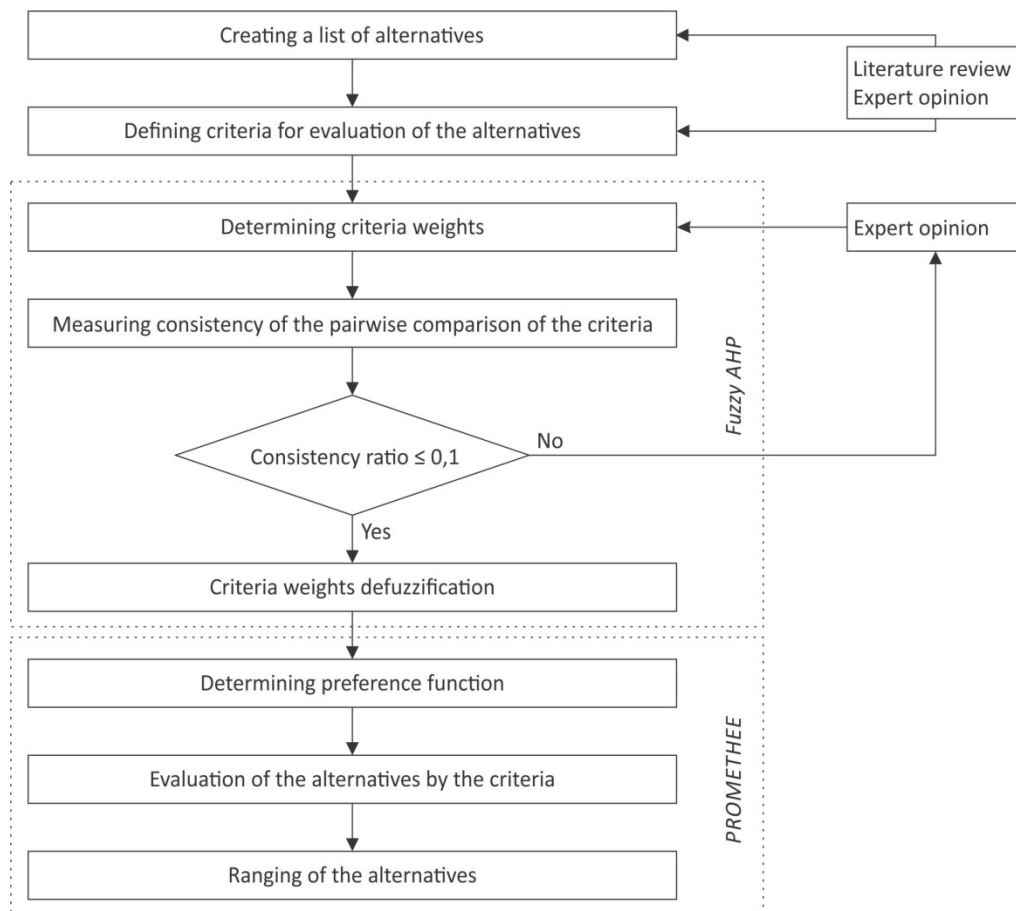 Creating a list of alternatives
Literature review
Expert opinion
Defining criteria for evaluation of the alternatives
Determining criteria weights
Expert opinion
Measuring consistency of the pairwise comparison of the criteria
Fuzzy AHP
Consistency ratio ≤ 0,1
No
Yes
Criteria weights defuzzification
Determining preference function
Evaluation of the alternatives by the criteria
PROMETHEE
Ranging of the alternatives